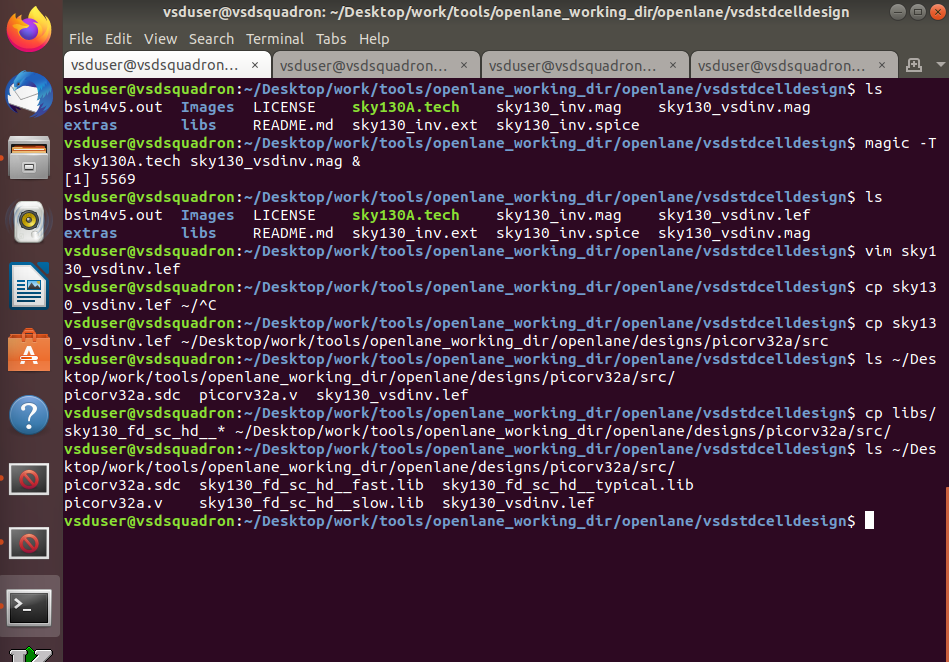 vsduser@vsdsquadron: ~/Desktop/work/tools/openlane_working_dir/openlane/vsdstdcelldesign
File Edit View Search Terminal Tabs Help
vsduser@vsdsquadron... × vsduser@vsdsquadron... × vsduser@vsdsquadron... × vsduser@vsdsquadron... ×
vsduser@vsdsquadron:~/Desktop/work/tools/openlane_working_dir/openlane/vsdstdcelldesign$ ls
bsim4v5.out Images LICENSE sky130A.tech sky130_inv.mag sky130_vsdinv.mag
extras libs README.md sky130_inv.ext sky130_inv.spice
vsduser@vsdsquadron:~/Desktop/work/tools/openlane_working_dir/openlane/vsdstdcelldesign$ magic -T
sky130A.tech sky130_vsdinv.mag &
[1] 5569
vsduser@vsdsquadron:~/Desktop/work/tools/openlane_working_dir/openlane/vsdstdcelldesign$ ls
bsim4v5.out Images LICENSE sky130A.tech sky130_inv.mag sky130_vsdinv.lef
extras libs README.md sky130_inv.ext sky130_inv.spice sky130_vsdinv.mag
vsduser@vsdsquadron:~/Desktop/work/tools/openlane_working_dir/openlane/vsdstdcelldesign$ vim sky1
30_vsdinv.lef
vsduser@vsdsquadron:~/Desktop/work/tools/openlane_working_dir/openlane/vsdstdcelldesign$ cp sky13
0_vsdinv.lef ~/^C
vsduser@vsdsquadron:~/Desktop/work/tools/openlane_working_dir/openlane/vsdstdcelldesign$ cp sky13
0_vsdinv.lef ~/Desktop/work/tools/openlane_working_dir/openlane/designs/picorv32a/src
vsduser@vsdsquadron:~/Desktop/work/tools/openlane_working_dir/openlane/vsdstdcelldesign$ ls ~/Des
ktop/work/tools/openlane_working_dir/openlane/designs/picorv32a/src/
picorv32a.sdc picorv32a.v sky130_vsdinv.lef
vsduser@vsdsquadron:~/Desktop/work/tools/openlane_working_dir/openlane/vsdstdcelldesign$ cp libs/
sky130_fd_sc_hd__* ~/Desktop/work/tools/openlane_working_dir/openlane/designs/picorv32a/src/
vsduser@vsdsquadron:~/Desktop/work/tools/openlane_working_dir/openlane/vsdstdcelldesign$ ls ~/Des
ktop/work/tools/openlane_working_dir/openlane/designs/picorv32a/src/
picorv32a.sdc sky130_fd_sc_hd__fast.lib sky130_fd_sc_hd__typical.lib
picorv32a.v sky130_fd_sc_hd__slow.lib sky130_vsdinv.lef
vsduser@vsdsquadron:~/Desktop/work/tools/openlane_working_dir/openlane/vsdstdcelldesign$